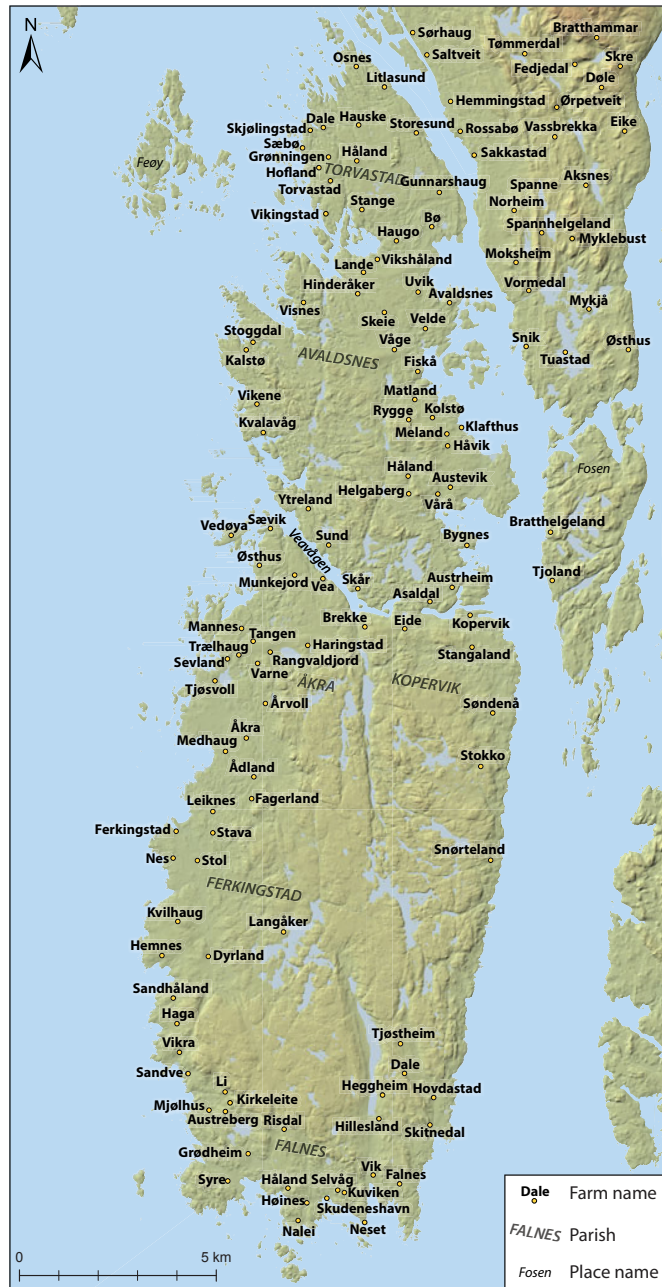 N
Sørhaug
Bratthammar
Tømmerdal
Saltveit
Osnes
Fedjedal
Skre
Litlasund
Døle
Hemmingstad
Ørpetveit
Dale
Hauske
Skjølingstad
Storesund
Rossabø
Vassbrekka
Eike
Sæbø
Grønningen
Håland
Sakkastad
Feøy
Hofland
TORVASTAD
Torvastad
Gunnarshaug
Spanne
Aksnes
Stange
Norheim
Vikingstad
Bø
Spannhelgeland
Haugo
Myklebust
Vikshåland
Moksheim
Lande
Hinderåker
Uvik
Avaldsnes
Vormedal
Mykjå
Visnes
Skeie
Velde
Stoggdal
Våge
Snik
Østhus
Kalstø
AVALDSNES
Tuastad
Fiskå
Matland
Vikene
Rygge
Kolstø
Klafthus
Kvalavåg
Meland
Håvik
Håland
Austevik
Fosen
Helgaberg
Vårå
Ytreland
Sævik
Vedøya
Veavågen
Sund
Bygnes
Bratthelgeland
Østhus
Munkejord
Vea
Skår
Austrheim
Tjoland
Asaldal
Brekke
Eide
Kopervik
Mannes
Tangen
Haringstad
Stangaland
Trælhaug
Sevland
Rangvaldjord
Varne
ÅKRA
KOPERVIK
Tjøsvoll
Årvoll
Søndenå
Åkra
Medhaug
Stokko
Ådland
Leiknes
Fagerland
Ferkingstad
Stava
Nes
Stol
Snørteland
FERKINGSTAD
Kvilhaug
Langåker
Hemnes
Dyrland
Sandhåland
Haga
Tjøstheim
Vikra
Sandve
Dale
Li
Heggheim
Hovdastad
Kirkeleite
Mjølhus
Austreberg
Risdal
Hillesland
Skitnedal
FALNES
Grødheim
Vik
Falnes
Syre
Håland
Selvåg
Kuviken
Høines
Skudeneshavn
Nalei
Neset
Dale Farm name
FALNES Parish
Fosen Place name
0 5 km